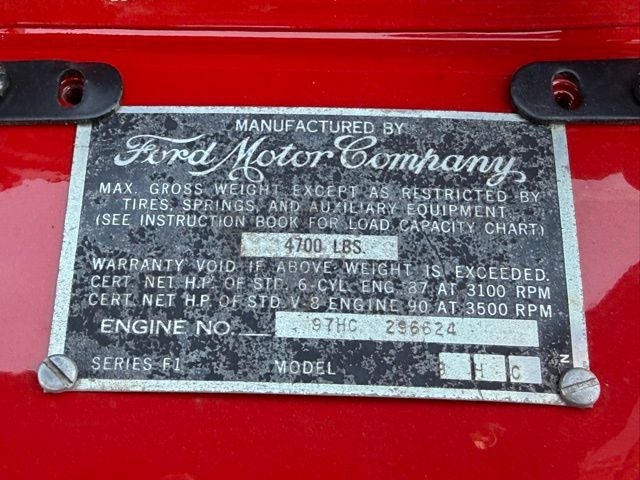 MANUFACTURED BY
Ford Motor Company
MAX. GROSS WEIGHT EXCEPT AS RESTRICTED BY
TIRES, SPRINGS, AND AUXILIARY EQUIPMENT.
(SEE INSTRUCTION BOOK FOR LOAD CAPACITY CHART.)
4700 LBS.
WARRANTY VOID IF ABOVE WEIGHT IS EXCEEDED.
CERT. NET H.P. OF STD. 6-CYL. ENG. 87 AT 3100 RPM
CERT. NET H.P. OF STD. V-8 ENGINE 90 AT 3500 RPM
ENGINE NO. 97HC 296624
SERIES F1 MODEL H C
N